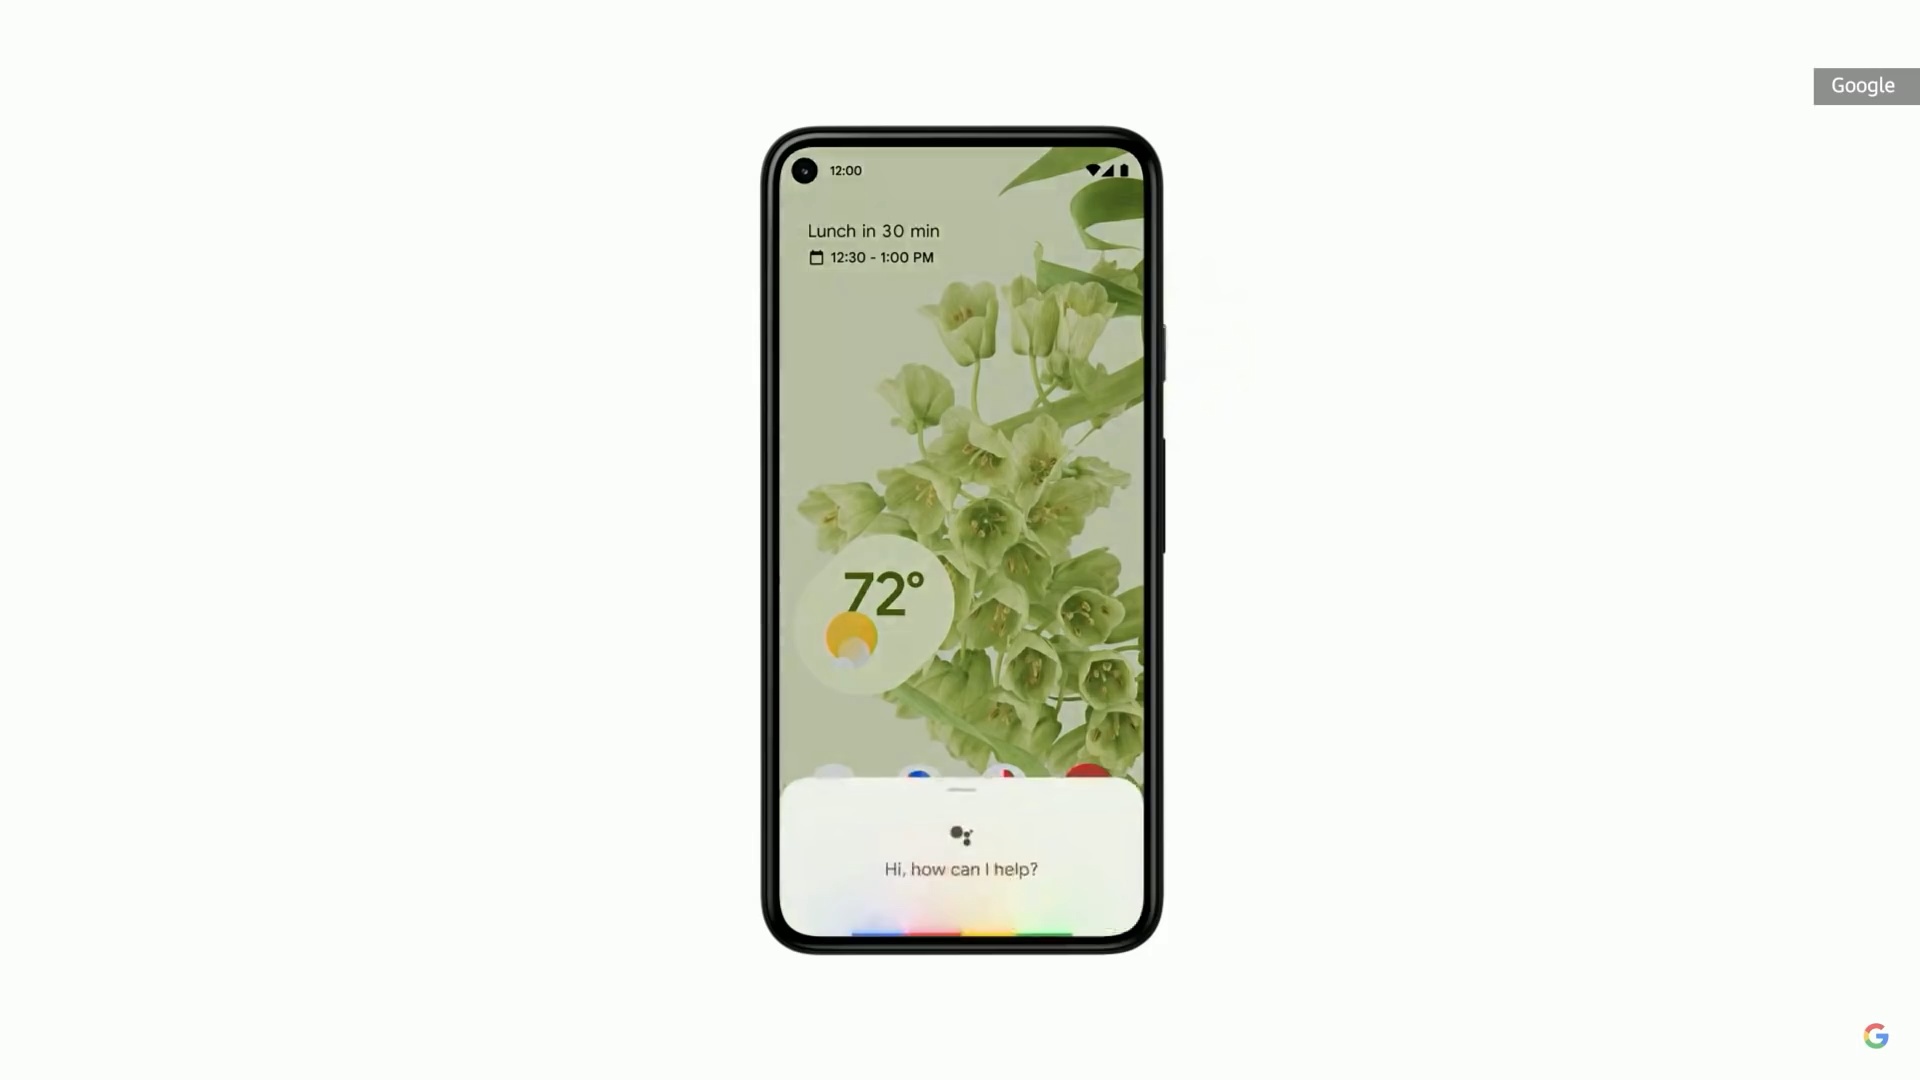 Google
12:00
Lunch in 30 min
12:30 - 1:00 PM
72°
Hi, how can I help?